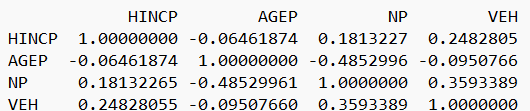 HINCP AGEP NP VEH
HINCP 1.00000000 -0.06461874 0.1813227 0.2482805
AGEP -0.06461874 1.00000000 -0.4852996 -0.0950766
NP 0.18132265 -0.48529961 1.0000000 0.3593389
VEH 0.24828055 -0.09507660 0.3593389 1.0000000